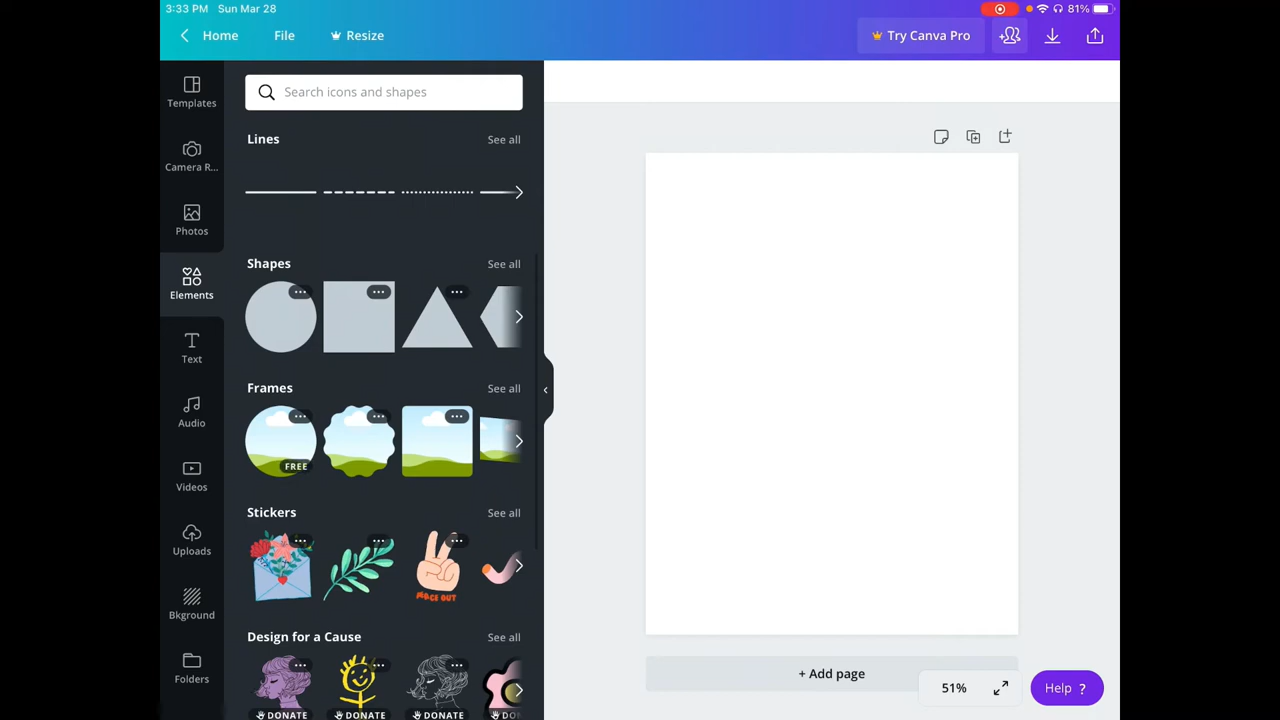 3:33 PM Sun Mar 28
81%
Home
File
Resize
Try Canva Pro
Templates
Camera R...
Photos
Elements
Text
Audio
Videos
Uploads
Bkground
Folders
Search icons and shapes
Lines
See all
Shapes
See all
Frames
See all
FREE
Stickers
See all
PEACE OUT
Design for a Cause
See all
DONATE
DONATE
DONATE
DON
+ Add page
51%
Help ?